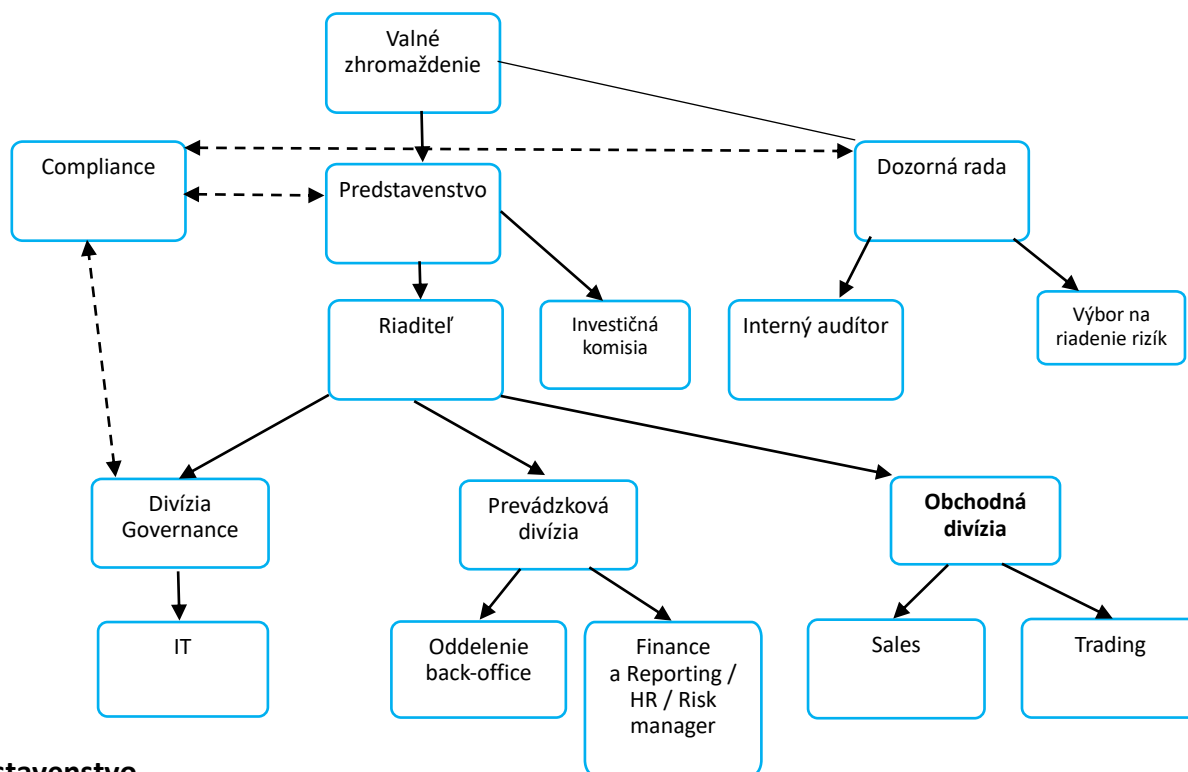 Valné
zhromaždenie
Compliance
Predstavenstvo
Dozorná rada
Riaditeľ
Investičná
komisia
Interný audítor
Výbor na
riadenie rizík
Divízia
Governance
Prevádzková
divízia
Obchodná
divízia
IT
Oddelenie
back-office
Finance
a Reporting /
HR / Risk
manager
Sales
Trading
stavenstvo